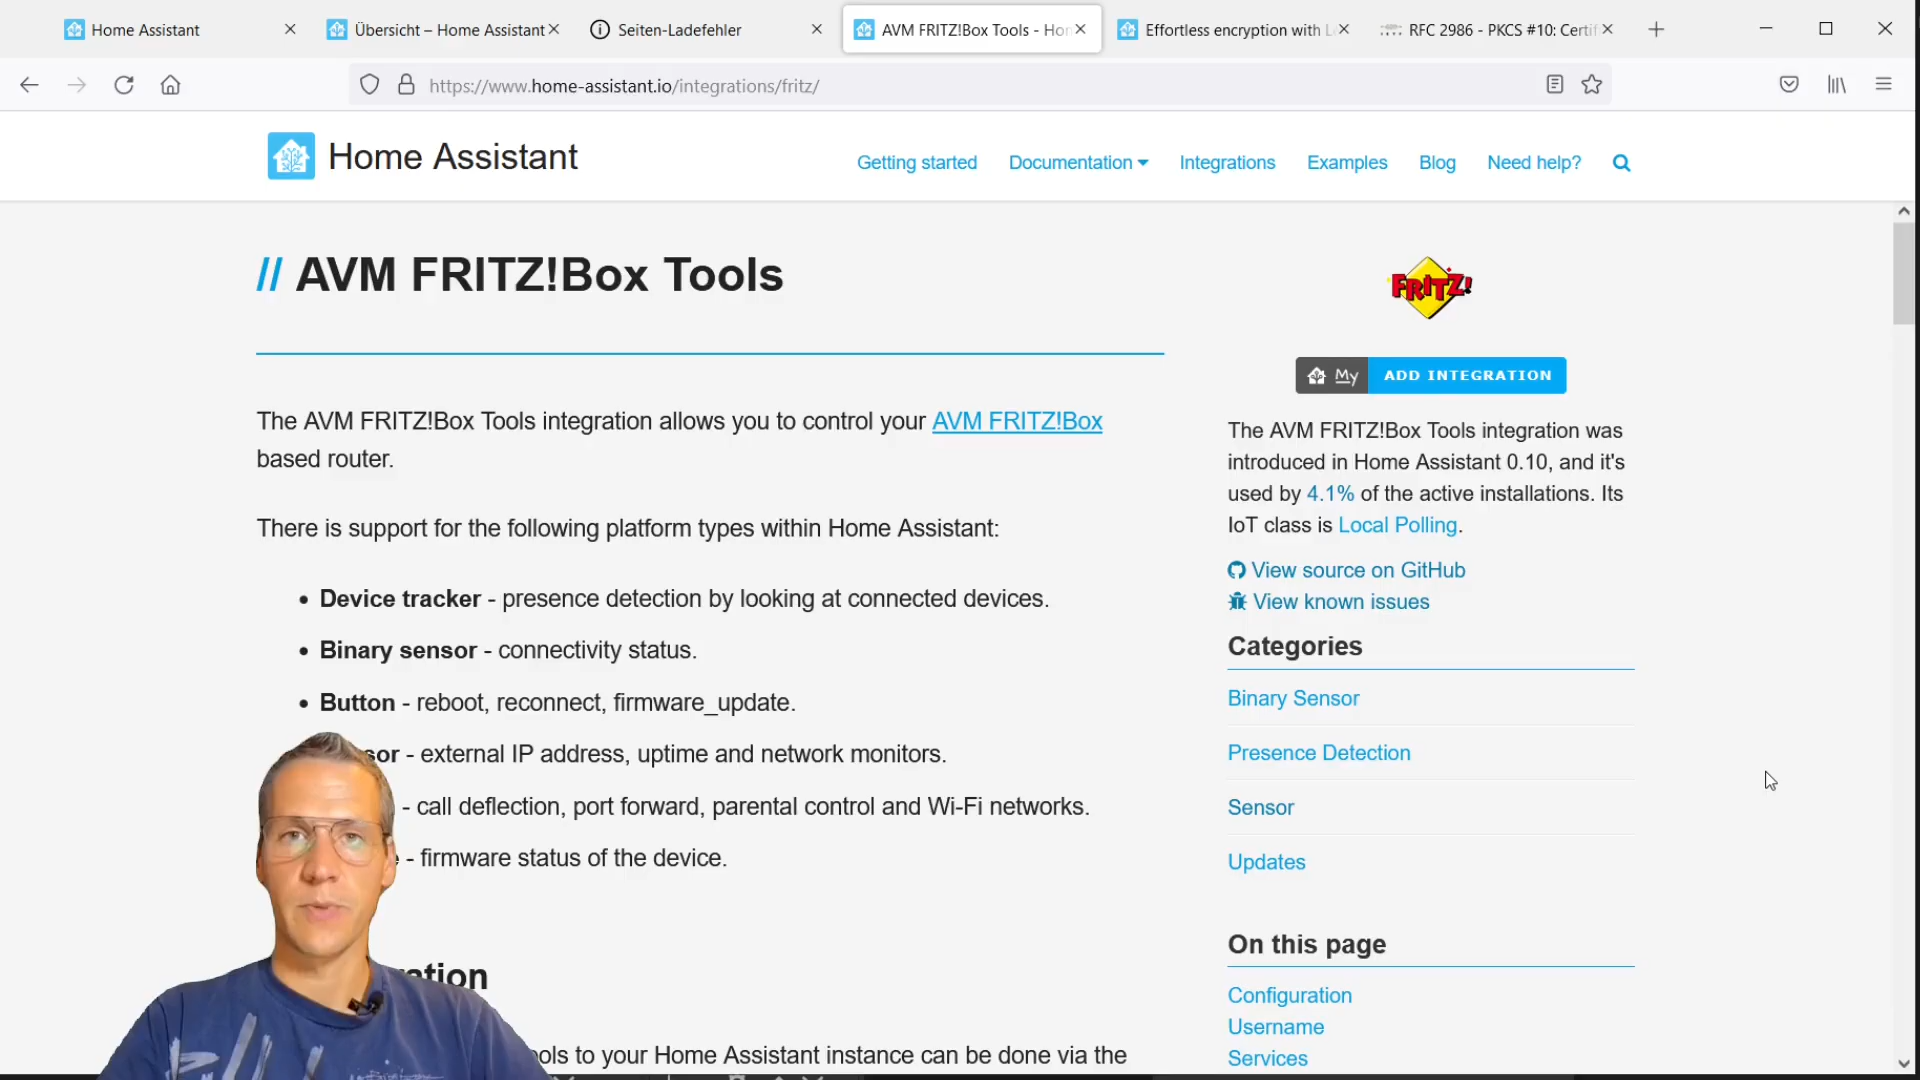 Home Assistant
Übersicht – Home Assistant
Seiten-Ladefehler
AVM FRITZ!Box Tools - Hom
Effortless encryption with L
RFC 2986 - PKCS #10: Certif
https://www.home-assistant.io/integrations/fritz/
Home Assistant
Getting started
Documentation
Integrations
Examples
Blog
Need help?
// AVM FRITZ!Box Tools
The AVM FRITZ!Box Tools integration allows you to control your AVM FRITZ!Box
based router.
There is support for the following platform types within Home Assistant:
• Device tracker - presence detection by looking at connected devices.
• Binary sensor - connectivity status.
• Button - reboot, reconnect, firmware_update.
sor - external IP address, uptime and network monitors.
- call deflection, port forward, parental control and Wi-Fi networks.
e - firmware status of the device.
ration
ools to your Home Assistant instance can be done via the
FRITZ!
My ADD INTEGRATION
The AVM FRITZ!Box Tools integration was
introduced in Home Assistant 0.10, and it's
used by 4.1% of the active installations. Its
IoT class is Local Polling.
View source on GitHub
View known issues
Categories
Binary Sensor
Presence Detection
Sensor
Updates
On this page
Configuration
Username
Services